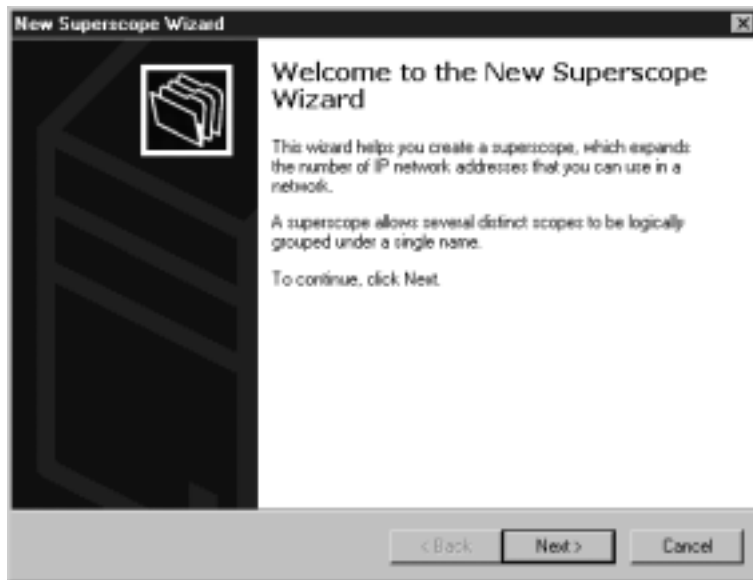 New Superscope Wizard
Welcome to the New Superscope
Wizard
This wizard helps you create a superscope, which expands
the number of IP network addresses that you can use in a
network.
A superscope allows several distinct scopes to be logically
grouped under a single name.
To continue, click Next.
< Back
Next >
Cancel